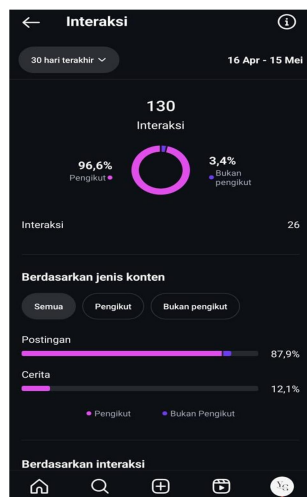 Interaksi
30 hari terakhir
16 Apr - 15 Mei
130
Interaksi
96,6%
Pengikut
3,4%
Bukan
pengikut
Interaksi 26
Berdasarkan jenis konten
Semua Pengikut Bukan pengikut
Postingan
87,9%
Cerita
12,1%
Pengikut Bukan Pengikut
Berdasarkan interaksi